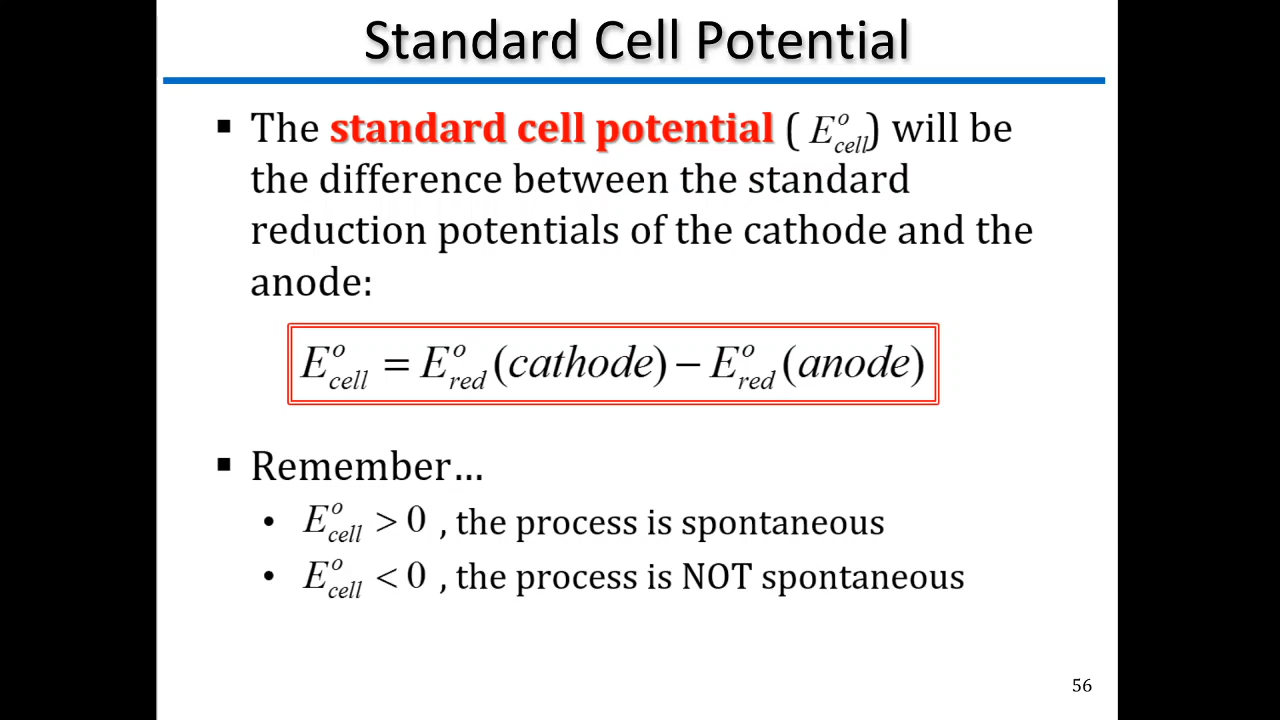 Standard Cell Potential
▪ The standard cell potential ( E°cell) will be
the difference between the standard
reduction potentials of the cathode and the
anode:
E°cell = E°red (cathode) − E°red (anode)
▪ Remember…
• E°cell > 0 , the process is spontaneous
• E°cell < 0 , the process is NOT spontaneous
56